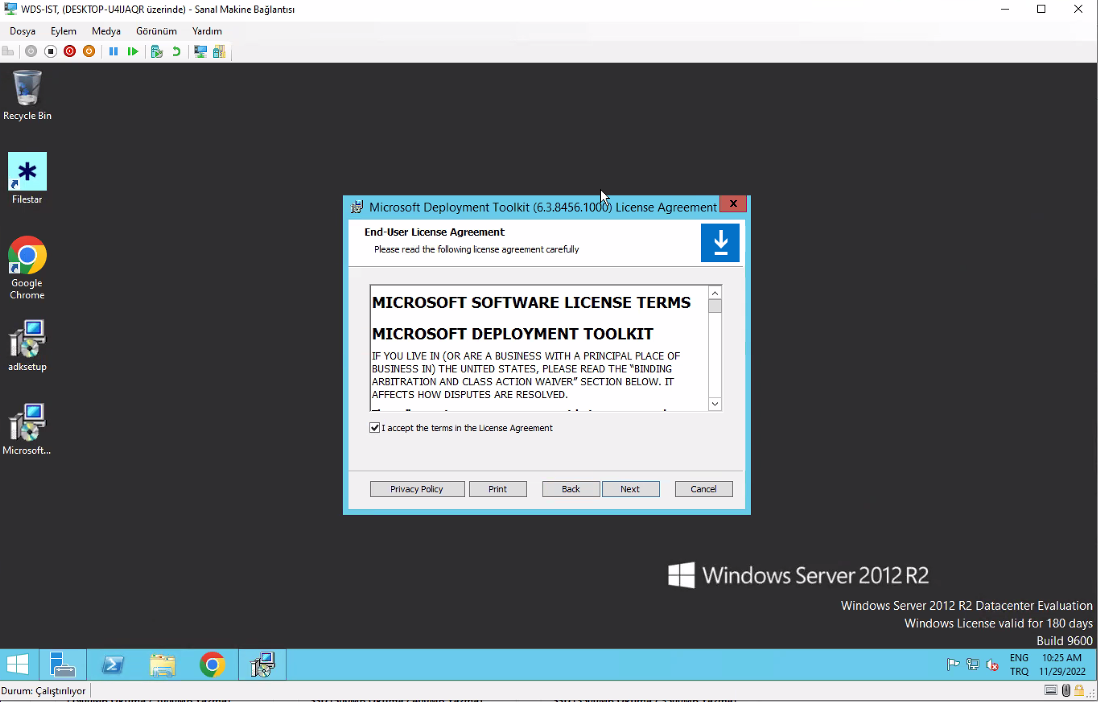 WDS-IST, (DESKTOP-U4IJAQR üzerinde) - Sanal Makine Bağlantısı
Dosya Eylem Medya Görünüm Yardım
Recycle Bin
Filestar
Google
Chrome
adksetup
Microsoft...
Microsoft Deployment Toolkit (6.3.8456.1000) License Agreement
End-User License Agreement
Please read the following license agreement carefully
MICROSOFT SOFTWARE LICENSE TERMS
MICROSOFT DEPLOYMENT TOOLKIT
IF YOU LIVE IN (OR ARE A BUSINESS WITH A PRINCIPAL PLACE OF
BUSINESS IN) THE UNITED STATES, PLEASE READ THE “BINDING
ARBITRATION AND CLASS ACTION WAIVER” SECTION BELOW. IT
AFFECTS HOW DISPUTES ARE RESOLVED.
I accept the terms in the License Agreement
Privacy Policy Print Back Next Cancel
Windows Server 2012 R2
Windows Server 2012 R2 Datacenter Evaluation
Windows License valid for 180 days
Build 9600
ENG 10:25 AM
TRQ 11/29/2022
Durum: Çalıştırılıyor